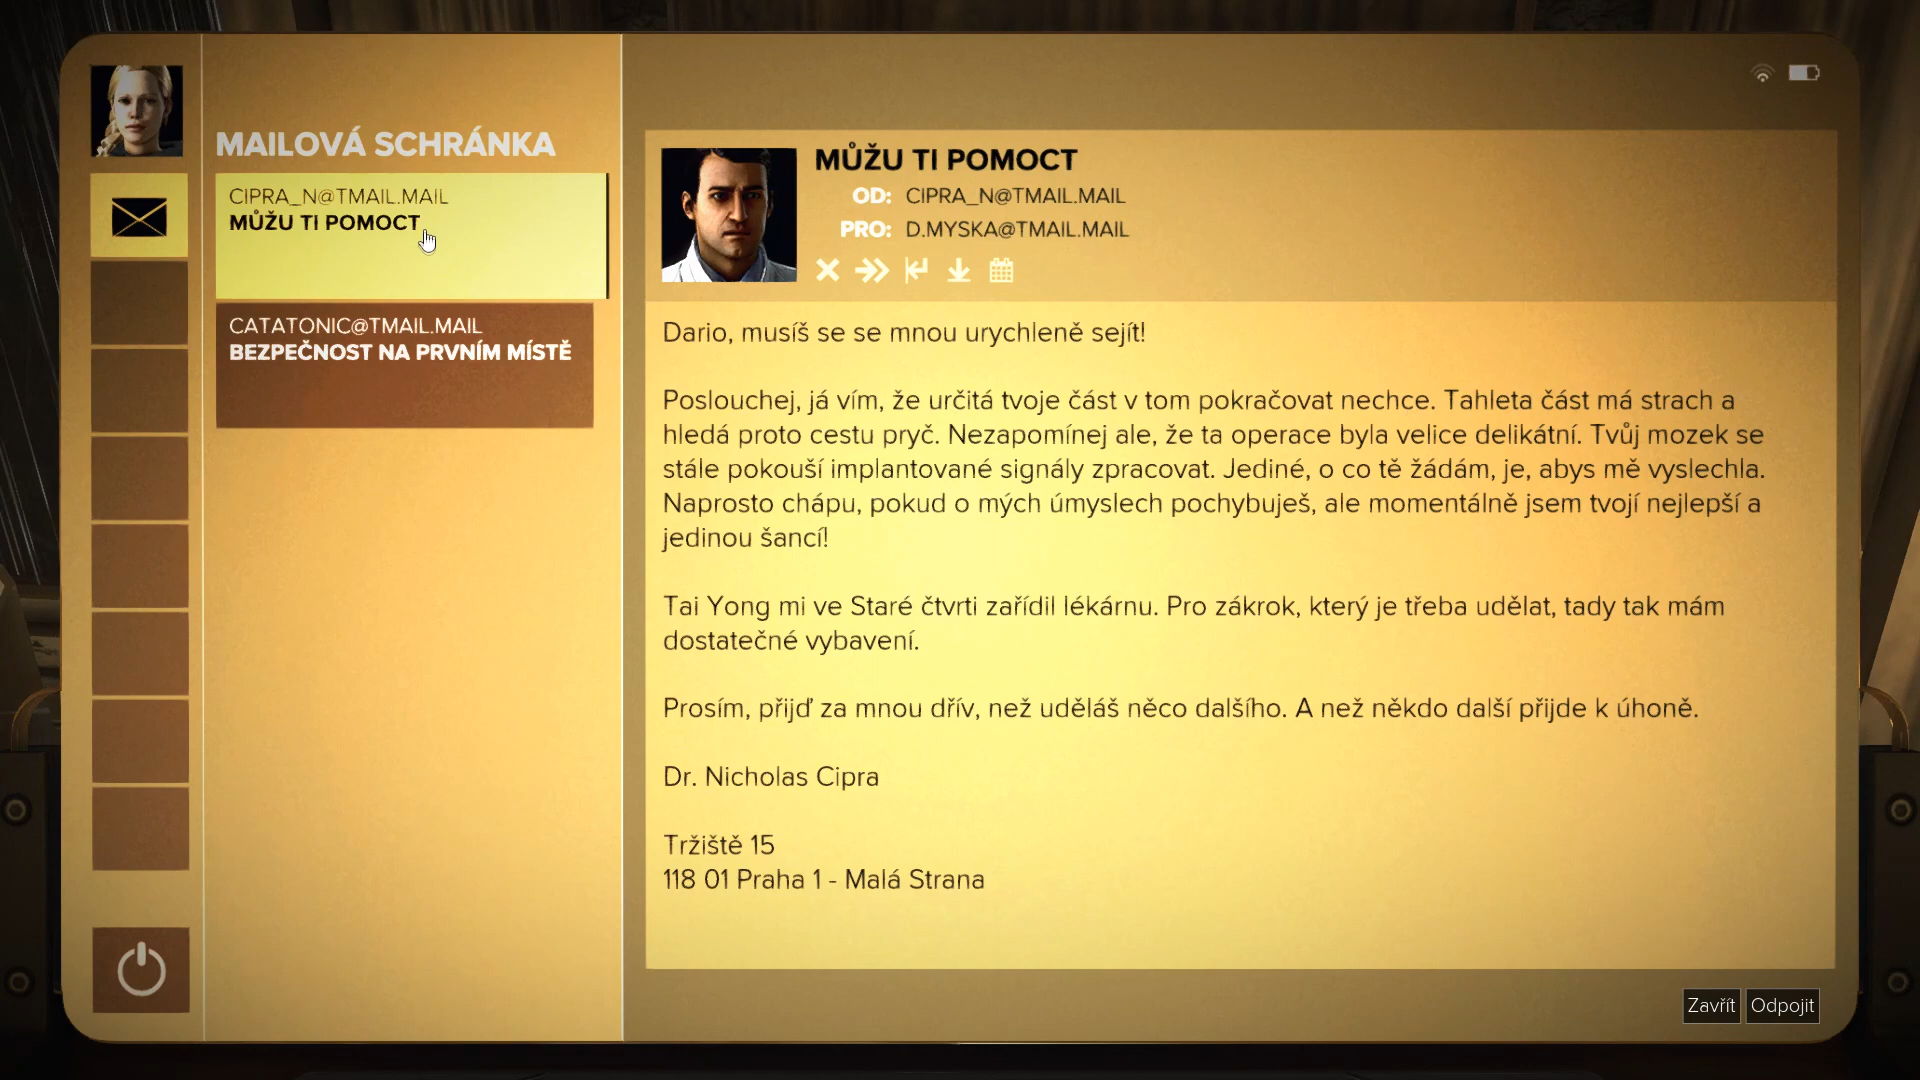 MAILOVÁ SCHRÁNKA
CIPRA_N@TMAIL.MAIL
MŮŽU TI POMOCT
CATATONIC@TMAIL.MAIL
BEZPEČNOST NA PRVNÍM MÍSTĚ
MŮŽU TI POMOCT
OD: CIPRA_N@TMAIL.MAIL
PRO: D.MYSKA@TMAIL.MAIL
Dario, musíš se se mnou urychleně sejít!
Poslouchej, já vím, že určitá tvoje část v tom pokračovat nechce. Tahleta část má strach a
hledá proto cestu pryč. Nezapomínej ale, že ta operace byla velice delikátní. Tvůj mozek se
stále pokouší implantované signály zpracovat. Jediné, o co tě žádám, je, abys mě vyslechla.
Naprosto chápu, pokud o mých úmyslech pochybuješ, ale momentálně jsem tvojí nejlepší a
jedinou šancí!
Tai Yong mi ve Staré čtvrti zařídil lékárnu. Pro zákrok, který je třeba udělat, tady tak mám
dostatečné vybavení.
Prosím, přijď za mnou dřív, než uděláš něco dalšího. A než někdo další přijde k úhoně.
Dr. Nicholas Cipra
Tržiště 15
118 01 Praha 1 - Malá Strana
Zavřít Odpojit